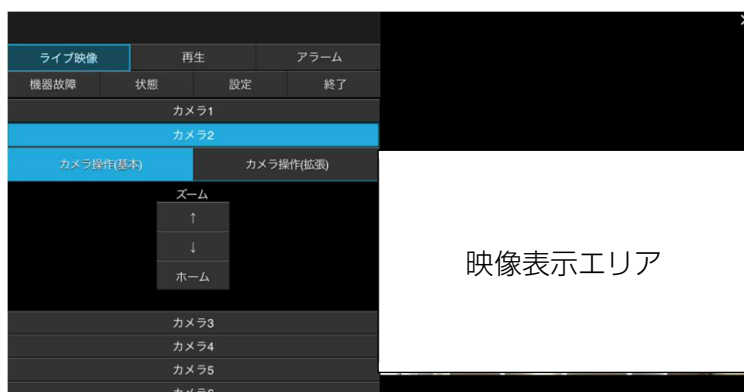 ライブ映像 再生 アラーム
機器故障 状態 設定 終了
カメラ1
カメラ2
カメラ操作(基本) カメラ操作(拡張)
ズーム
↑
↓
ホーム
映像表示エリア
カメラ3
カメラ4
カメラ5